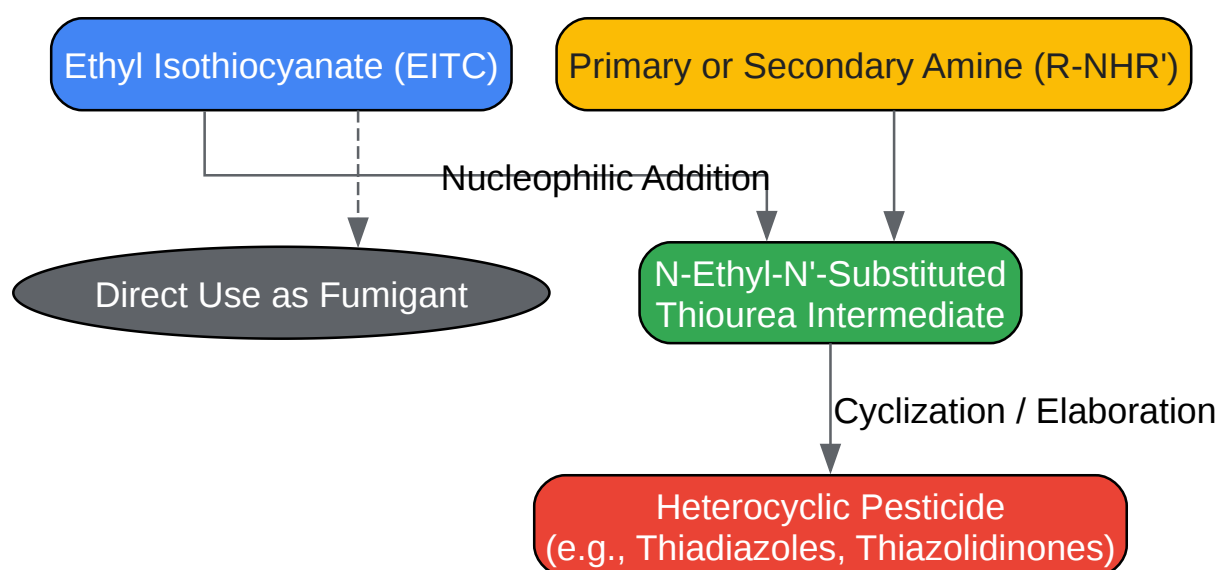 Ethyl Isothiocyanate (EITC)
Primary or Secondary Amine (R-NHR')
Nucleophilic Addition
Direct Use as Fumigant
N-Ethyl-N'-Substituted
Thiourea Intermediate
Cyclization / Elaboration
Heterocyclic Pesticide
(e.g., Thiadiazoles, Thiazolidinones)